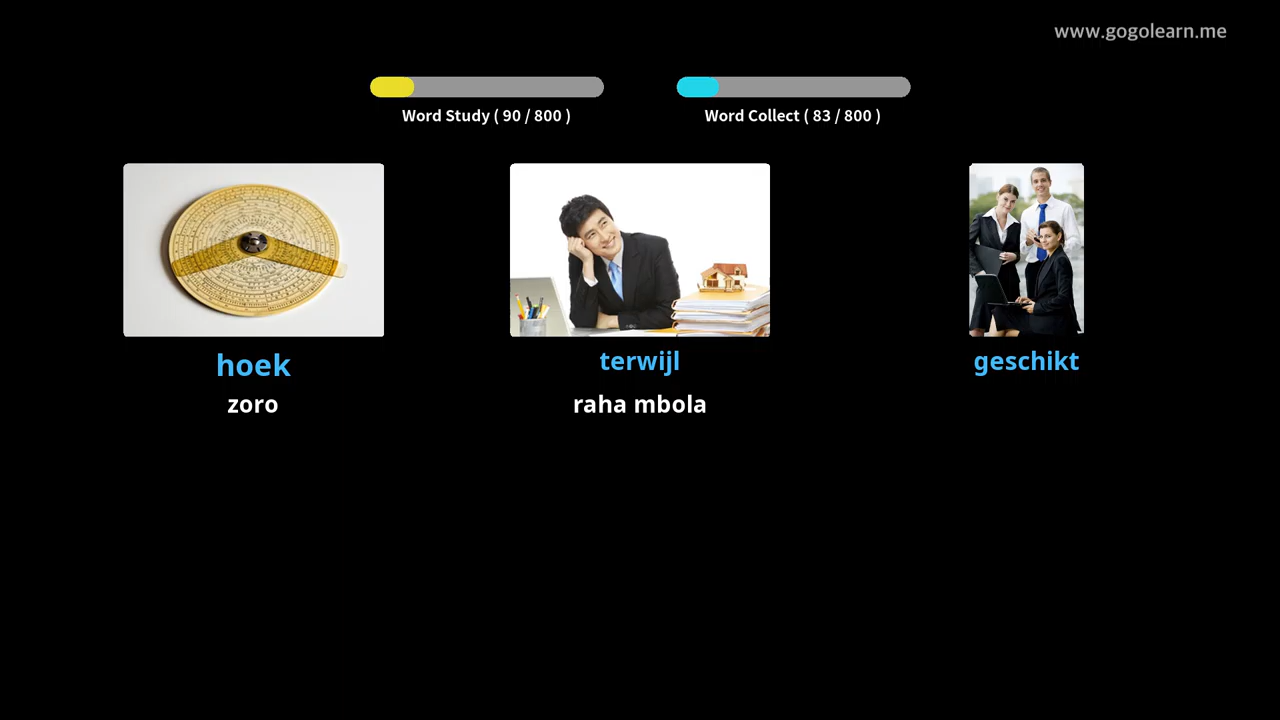 www.gogolearn.me
Word Study ( 90 / 800 )
Word Collect ( 83 / 800 )
hoek
terwijl
geschikt
zoro
raha mbola